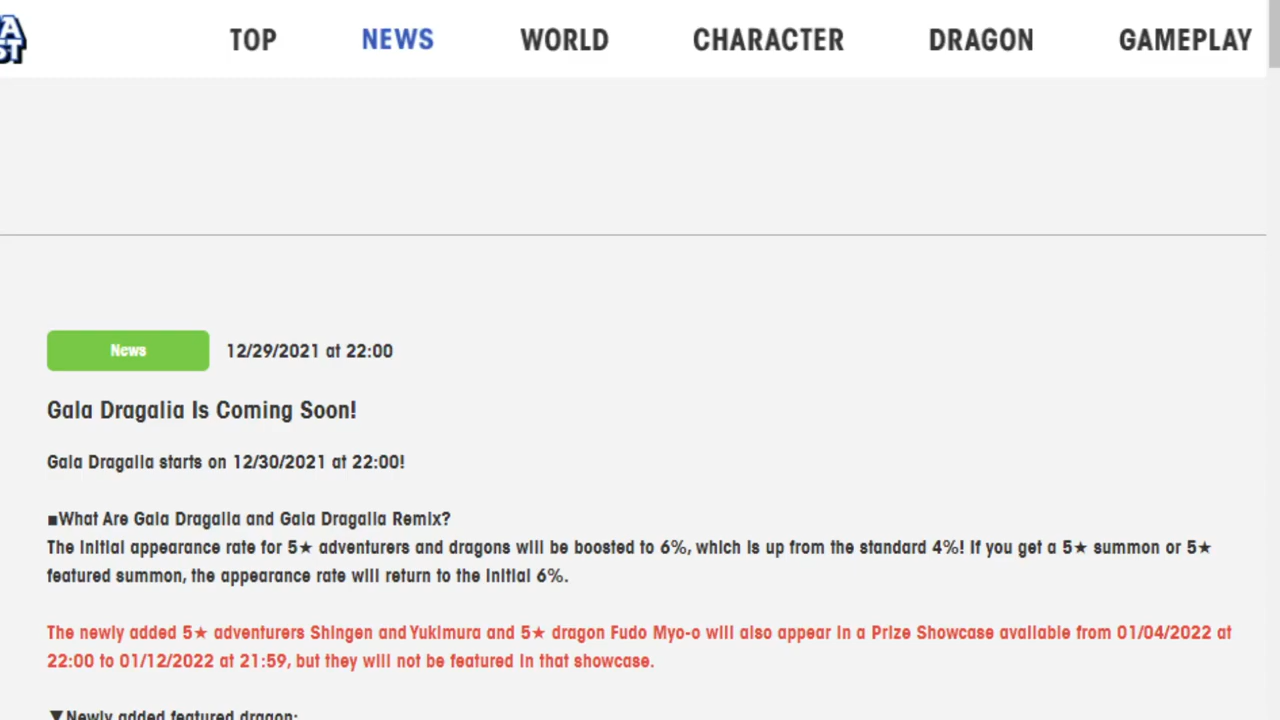 A
ST
TOP NEWS WORLD CHARACTER DRAGON GAMEPLAY
News 12/29/2021 at 22:00
Gala Dragalia Is Coming Soon!
Gala Dragalia starts on 12/30/2021 at 22:00!
■What Are Gala Dragalia and Gala Dragalia Remix?
The initial appearance rate for 5★ adventurers and dragons will be boosted to 6%, which is up from the standard 4%! If you get a 5★ summon or 5★
featured summon, the appearance rate will return to the initial 6%.
The newly added 5★ adventurers Shingen and Yukimura and 5★ dragon Fudo Myo-o will also appear in a Prize Showcase available from 01/04/2022 at
22:00 to 01/12/2022 at 21:59, but they will not be featured in that showcase.
▼Newly added featured dragon: